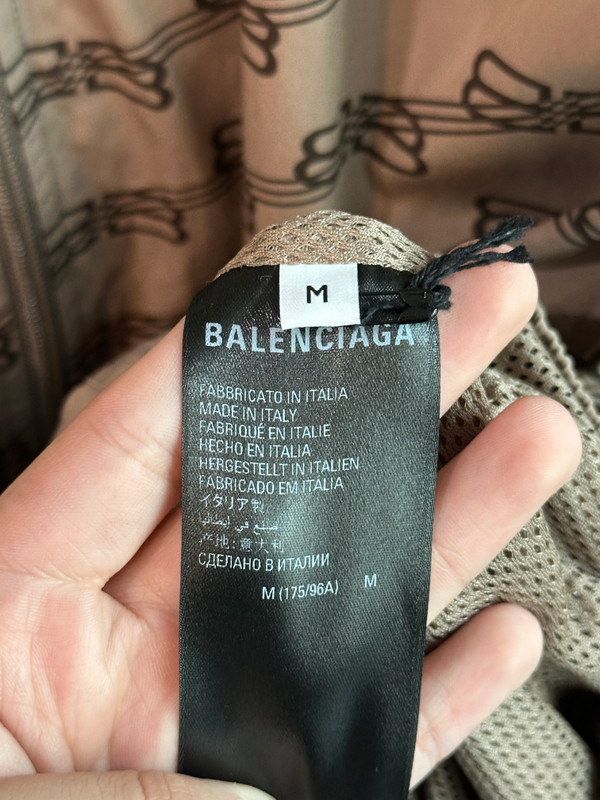 M
BALENCIAGA
FABBRICATO IN ITALIA
MADE IN ITALY
FABRIQUÉ EN ITALIE
HECHO EN ITALIA
HERGESTELLT IN ITALIEN
FABRICADO EM ITALIA
イタリア製
صنع في إيطاليا
产地：意大利
СДЕЛАНО В ИТАЛИИ
M (175/96A) M